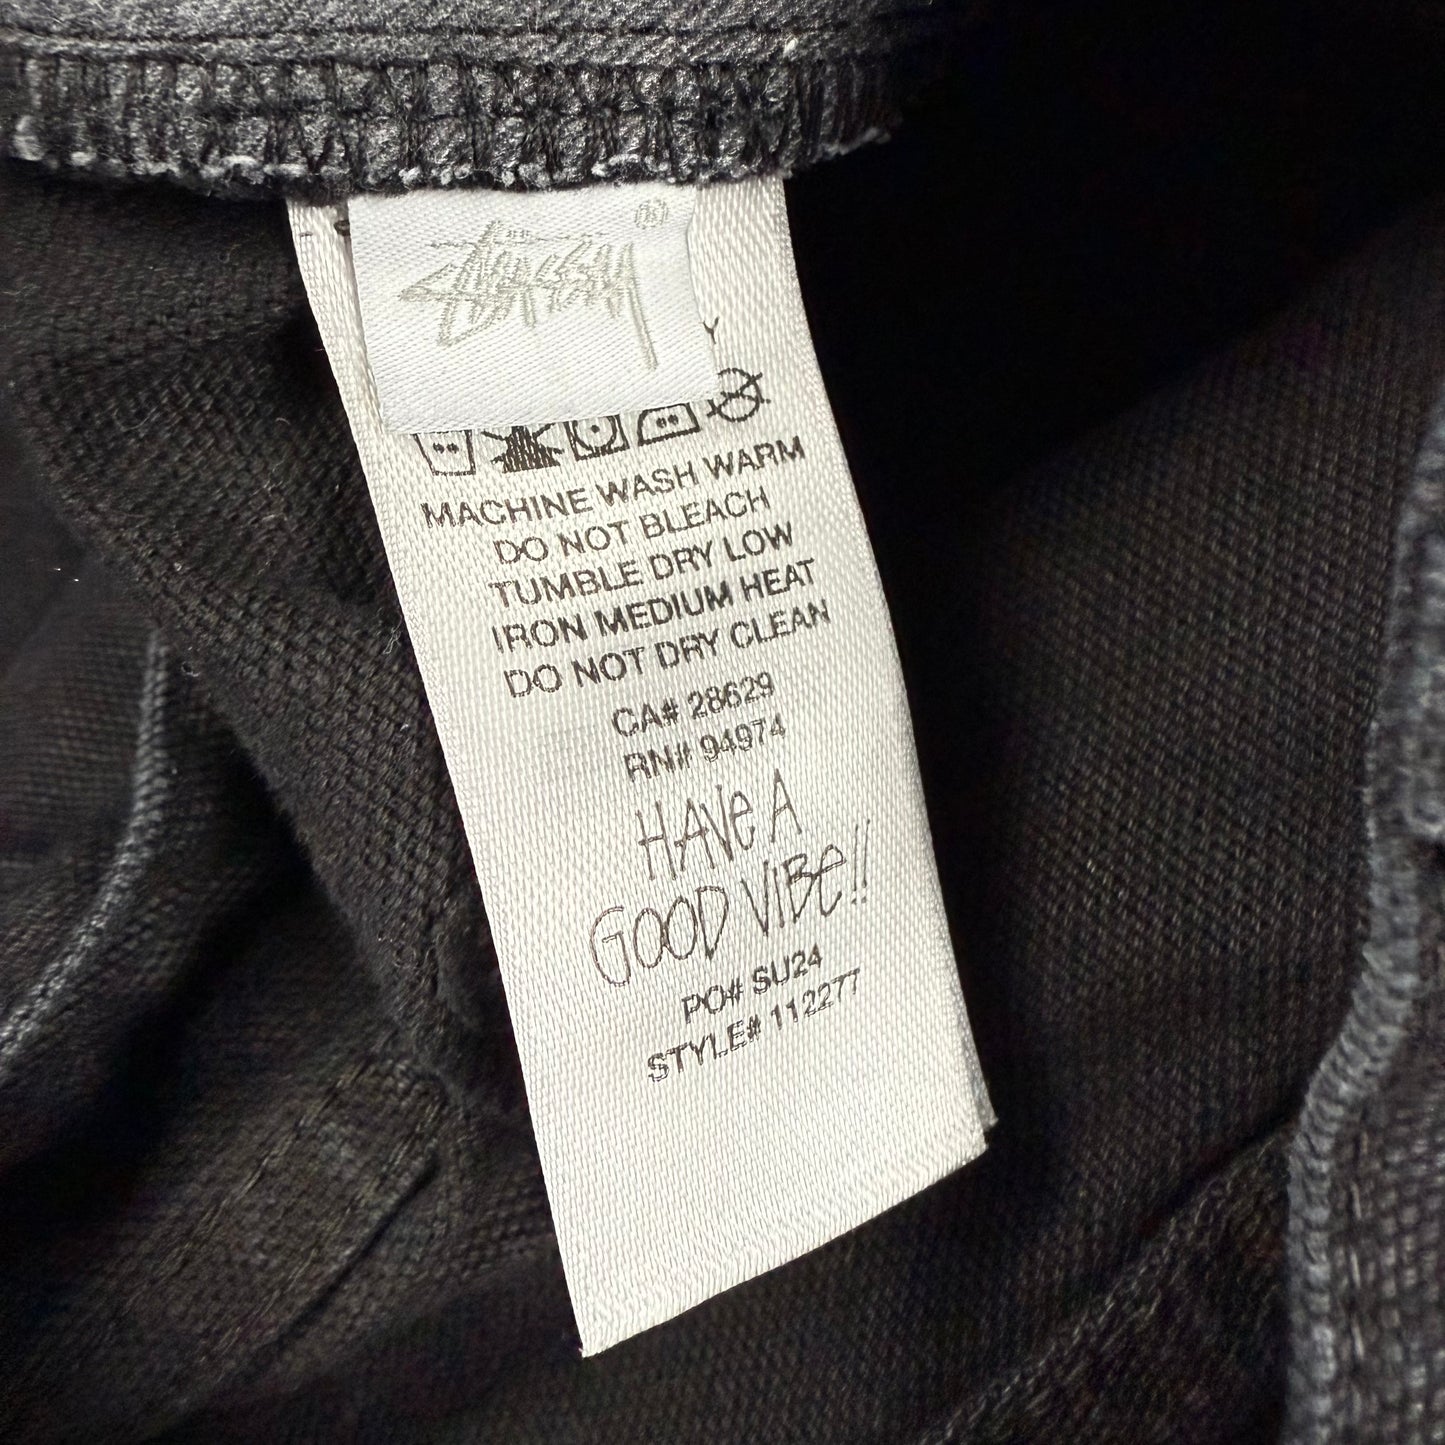 Stüssy ®
Y
MACHINE WASH WARM
DO NOT BLEACH
TUMBLE DRY LOW
IRON MEDIUM HEAT
DO NOT DRY CLEAN
CA# 28629
RN# 94974
HAVe A
GOOD VIBe!!
PO# SU24
STYLE# 112277